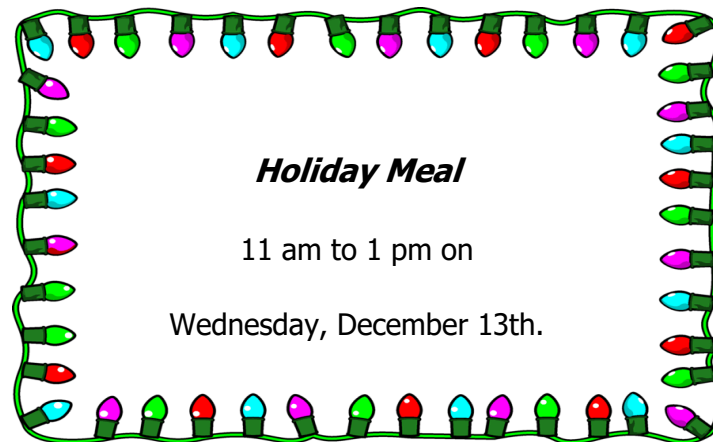 Holiday Meal
11 am to 1 pm on
Wednesday, December 13th.